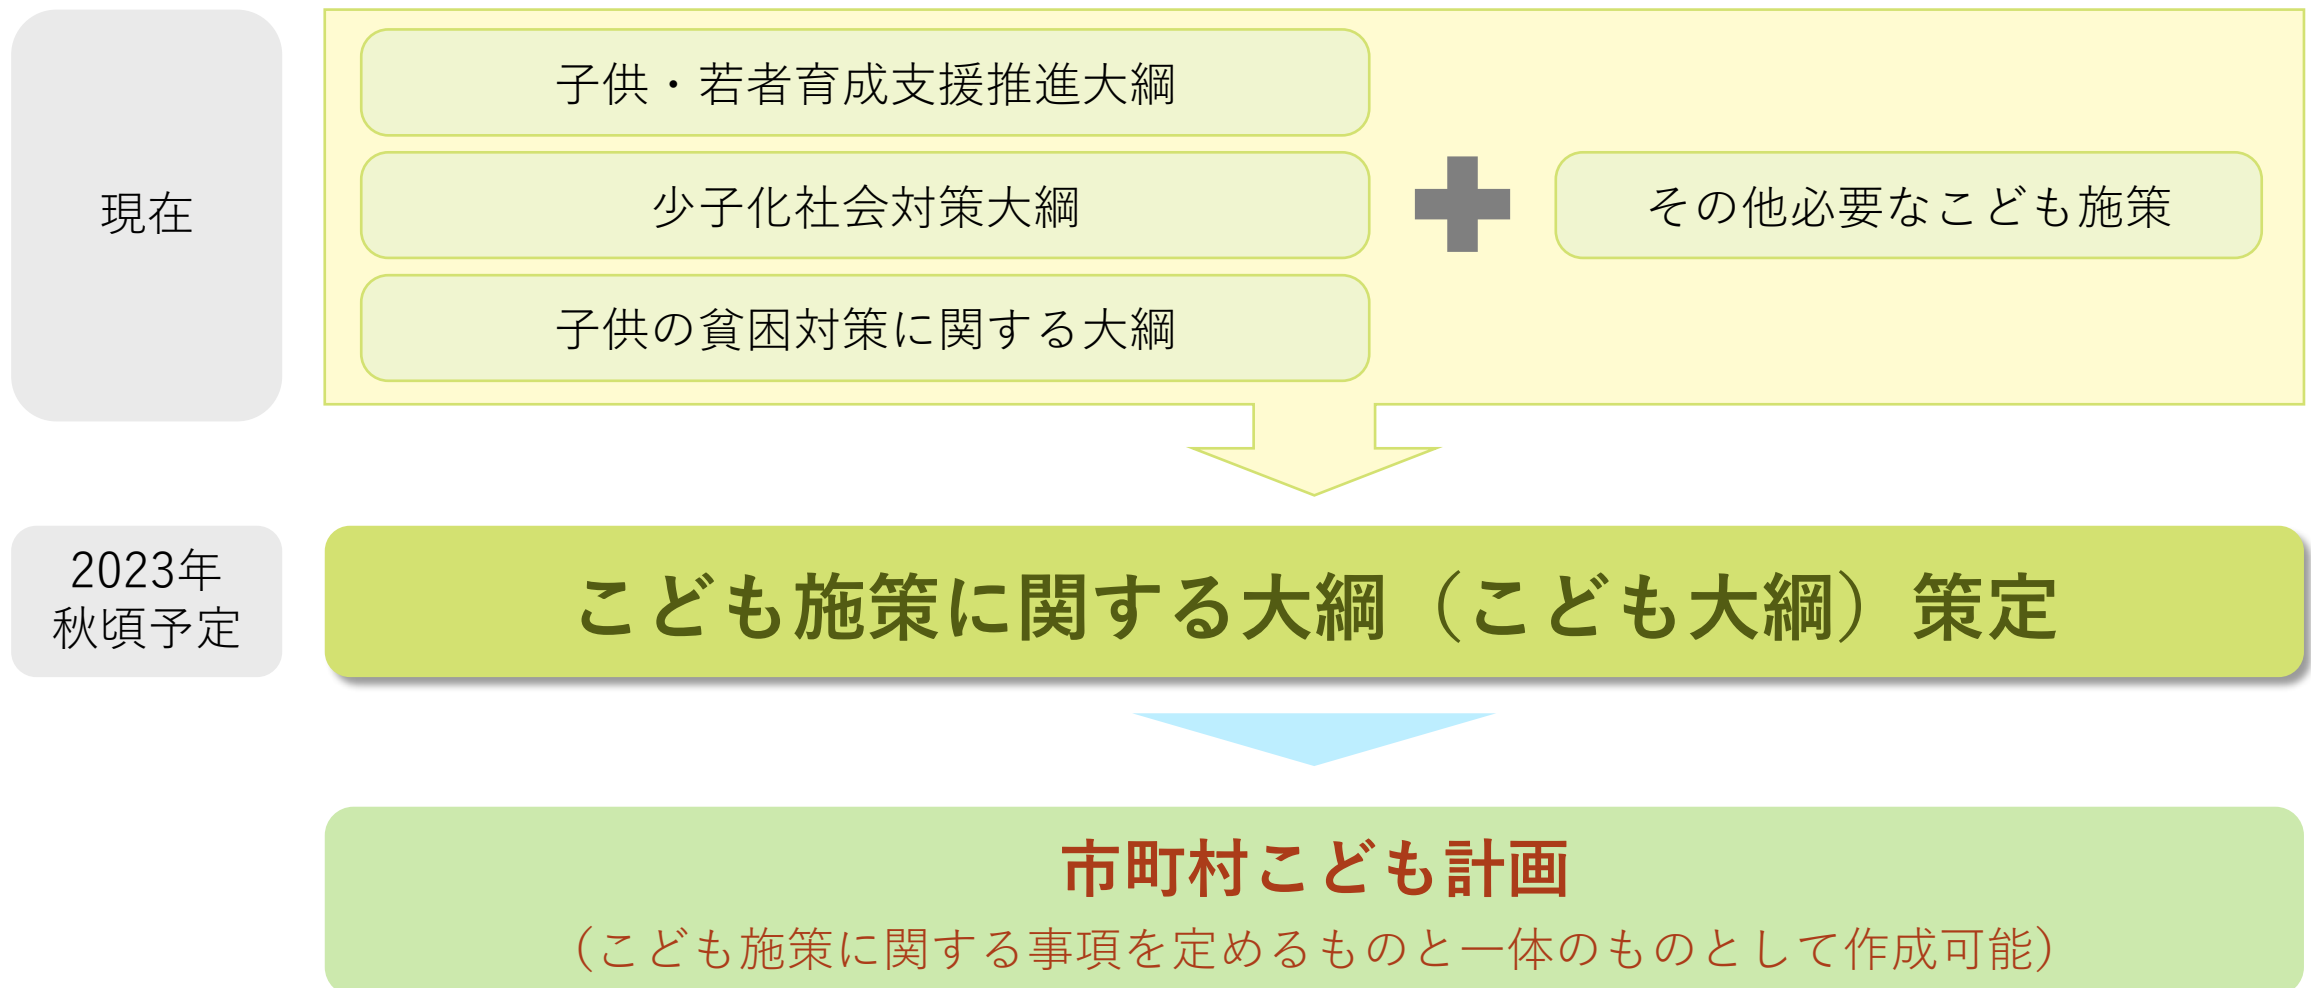 現在
子供・若者育成支援推進大綱
少子化社会対策大綱
子供の貧困対策に関する大綱
その他必要なこども施策
2023年
秋頃予定
こども施策に関する大綱（こども大綱）策定
市町村こども計画
（こども施策に関する事項を定めるものと一体のものとして作成可能）